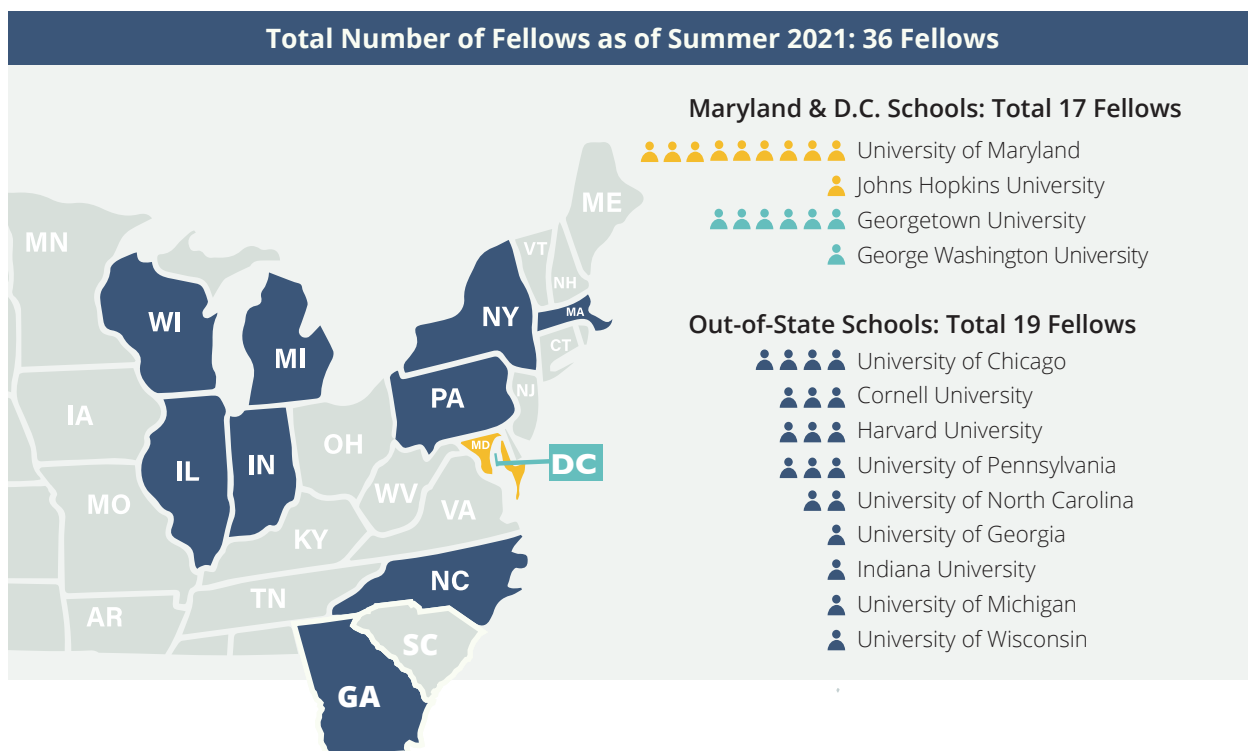 Total Number of Fellows as of Summer 2021: 36 Fellows
Maryland & D.C. Schools: Total 17 Fellows
University of Maryland
Johns Hopkins University
Georgetown University
George Washington University
Out-of-State Schools: Total 19 Fellows
University of Chicago
Cornell University
Harvard University
University of Pennsylvania
University of North Carolina
University of Georgia
Indiana University
University of Michigan
University of Wisconsin
ME
MN
VT
NH
WI
NY
MA
MI
CT
PA
NJ
IA
OH
MD
DC
IL
IN
WV
MO
VA
KY
NC
TN
AR
SC
GA